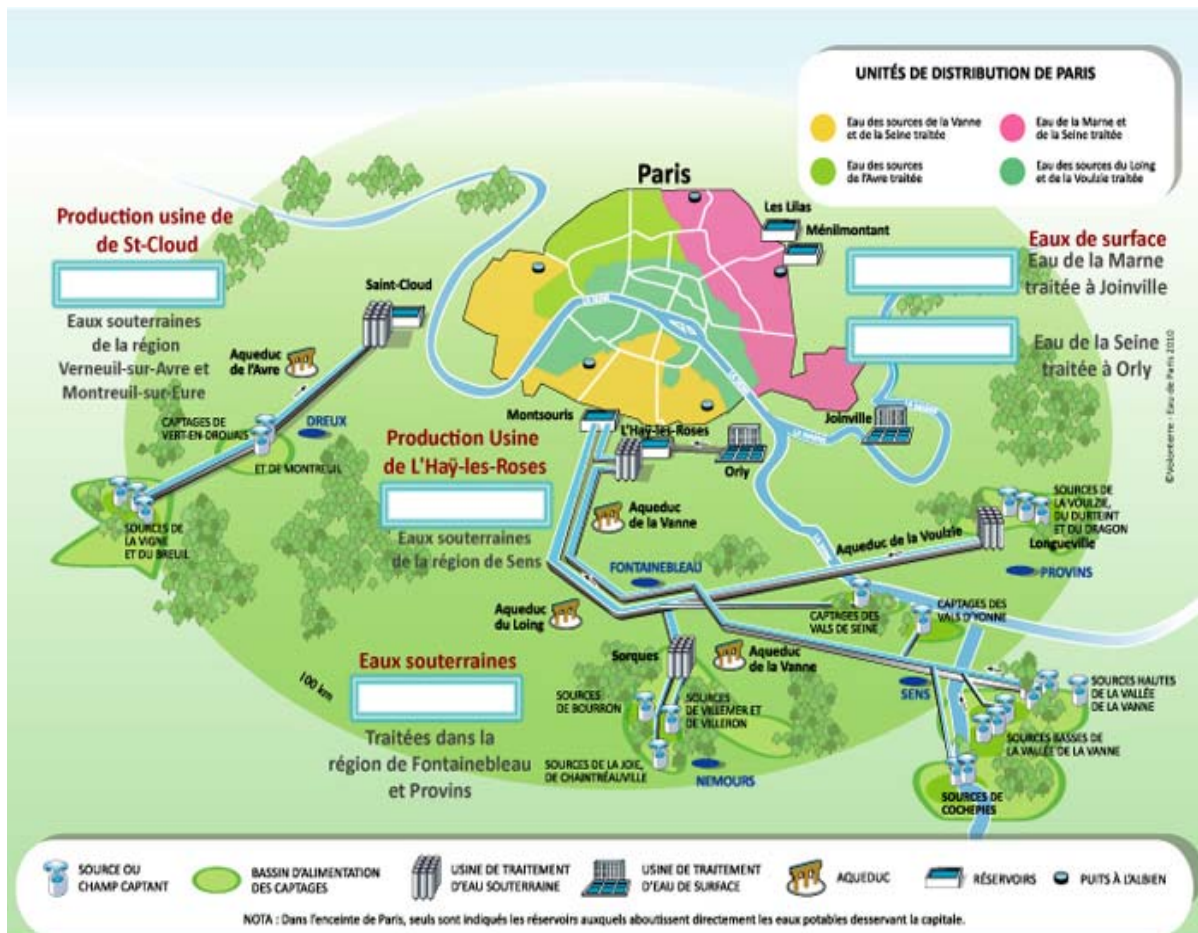 UNITÉS DE DISTRIBUTION DE PARIS
Eau des sources de la Vanne
et de la Seine traitée
Eau de la Marne et
de la Seine traitée
Eau des sources
de l'Avre traitée
Eau des sources du Loing
et de la Voulzie traitée
Paris
Les Lilas
Ménilmontant
Production usine de
de St-Cloud
Eaux souterraines
de la région
Verneuil-sur-Avre et
Montreuil-sur-Eure
Saint-Cloud
Aqueduc
de l'Avre
CAPTAGES DE
VERT-EN-DROUAIS
ET DE MONTREUIL
DREUX
SOURCES DE
LA VIGNE
ET DU BREUIL
Eaux de surface
Eau de la Marne
traitée à Joinville
Eau de la Seine
traitée à Orly
©Volonterre - Eau de Paris 2010
LA SEINE
LA SEINE
LA MARNE
LA MARNE
Montsouris
L'Haÿ-les-Roses
Orly
Joinville
Production Usine
de L'Haÿ-les-Roses
Eaux souterraines
de la région de Sens
Aqueduc
de la Vanne
FONTAINEBLEAU
Aqueduc de la Voulzie
SOURCES DE
LA VOULZIE,
DU DURTEINT
ET DU DRAGON
Longueville
PROVINS
LA SEINE
CAPTAGES DES
VALS DE SEINE
CAPTAGES DES
VALS D'YONNE
Aqueduc
du Loing
Sorques
Aqueduc
de la Vanne
SENS
SOURCES HAUTES
DE LA VALLÉE
DE LA VANNE
SOURCES BASSES DE
LA VALLÉE DE LA VANNE
SOURCES DE
COCHEPIES
Eaux souterraines
Traitées dans la
région de Fontainebleau
et Provins
100 km
SOURCES
DE BOURRON
SOURCES
DE VILLEMER ET
DE VILLERON
SOURCES DE LA JOIE,
DE CHAINTRÉAUVILLE
NEMOURS
SOURCE OU
CHAMP CAPTANT
BASSIN D'ALIMENTATION
DES CAPTAGES
USINE DE TRAITEMENT
D'EAU SOUTERRAINE
USINE DE TRAITEMENT
D'EAU DE SURFACE
AQUEDUC
RÉSERVOIRS
PUITS À L'ALBIEN
NOTA : Dans l'enceinte de Paris, seuls sont indiqués les réservoirs auxquels aboutissent directement les eaux potables desservant la capitale.